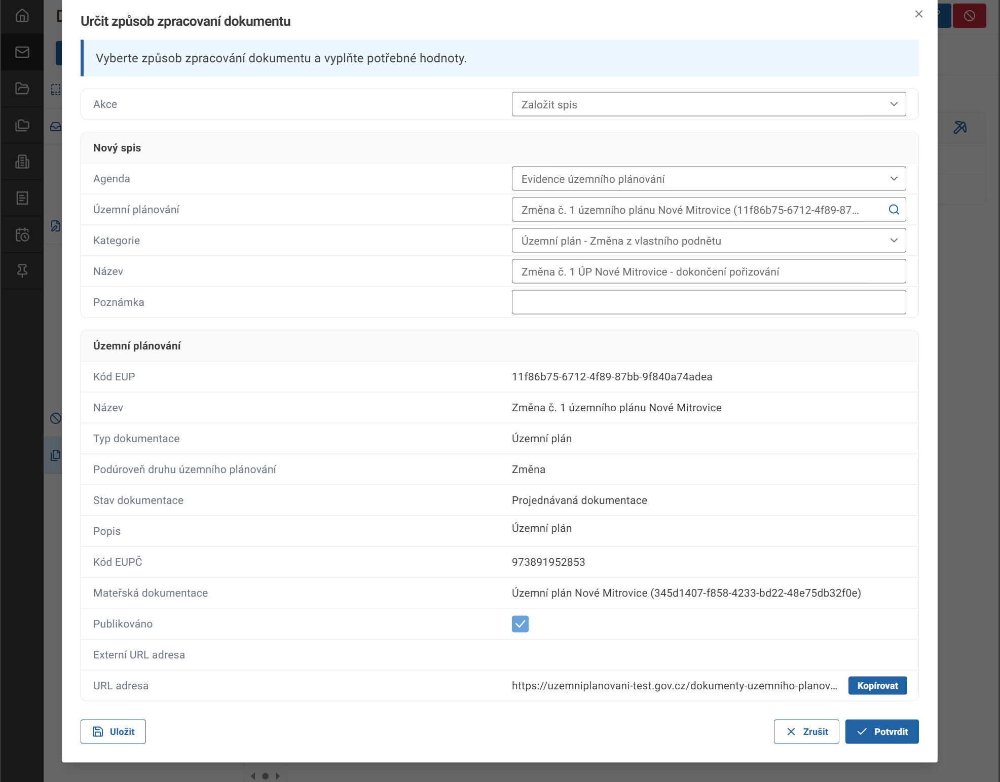 Určit způsob zpracovaní dokumentu
Vyberte způsob zpracování dokumentu a vyplňte potřebné hodnoty.
Akce
Založit spis
Nový spis
Agenda
Evidence územního plánování
Územní plánování
Změna č. 1 územního plánu Nové Mitrovice (11f86b75-6712-4f89-87...
Kategorie
Územní plán - Změna z vlastního podnětu
Název
Změna č. 1 ÚP Nové Mitrovice - dokončení pořizování
Poznámka
Územní plánování
Kód EUP
11f86b75-6712-4f89-87bb-9f840a74adea
Název
Změna č. 1 územního plánu Nové Mitrovice
Typ dokumentace
Územní plán
Podúroveň druhu územního plánování
Změna
Stav dokumentace
Projednávaná dokumentace
Popis
Územní plán
Kód EUPČ
973891952853
Mateřská dokumentace
Územní plán Nové Mitrovice (345d1407-f858-4233-bd22-48e75db32f0e)
Publikováno
Externí URL adresa
URL adresa
https://uzemniplanovani-test.gov.cz/dokumenty-uzemniho-planov...
Kopírovat
Uložit
Zrušit
Potvrdit